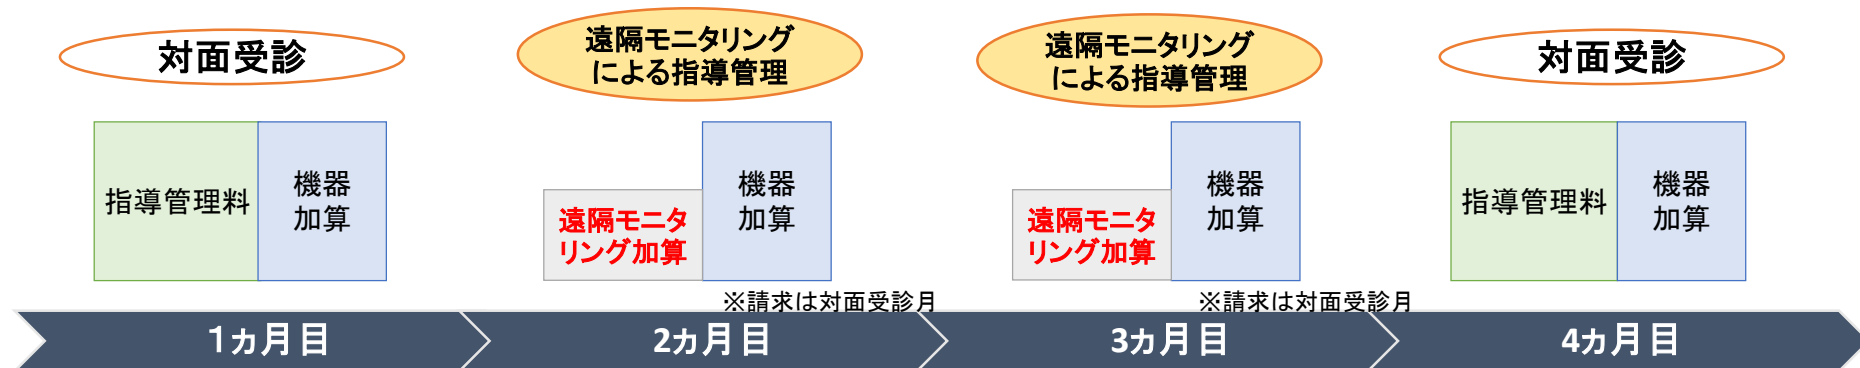 対面受診
遠隔モニタリング
による指導管理
遠隔モニタリング
による指導管理
対面受診
指導管理料
機器
加算
遠隔モニタ
リング加算
機器
加算
遠隔モニタ
リング加算
機器
加算
指導管理料
機器
加算
※請求は対面受診月
※請求は対面受診月
1ヵ月目
2ヵ月目
3ヵ月目
4ヵ月目